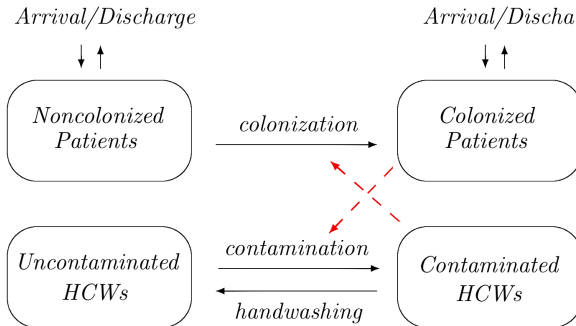 Arrival/Discharge
Arrival/Discha
Noncolonized
Patients
colonization
Colonized
Patients
Uncontaminated
HCWs
contamination
handwashing
Contaminated
HCWs